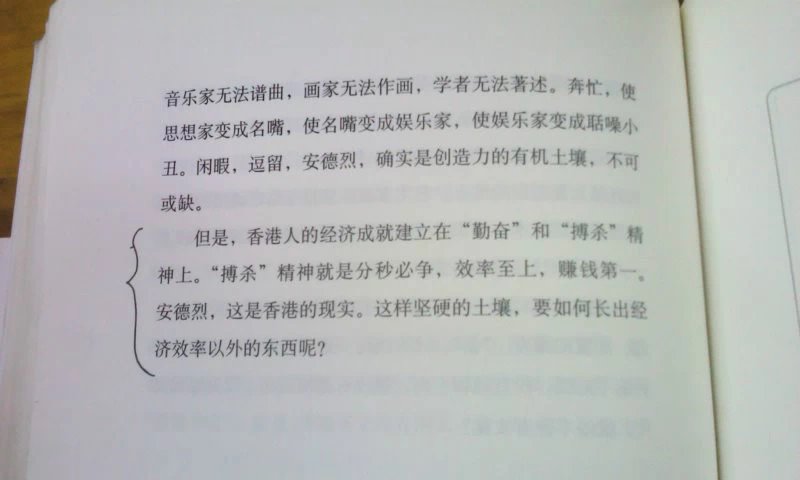 音乐家无法谱曲，画家无法作画，学者无法著述。奔忙，使
思想家变成名嘴，使名嘴变成娱乐家，使娱乐家变成聒噪小
丑。闲暇，逗留，安德烈，确实是创造力的有机土壤，不可
或缺。
但是，香港人的经济成就建立在“勤奋”和“搏杀”精
神上。“搏杀”精神就是分秒必争，效率至上，赚钱第一。
安德烈，这是香港的现实。这样坚硬的土壤，要如何长出经
济效率以外的东西呢？